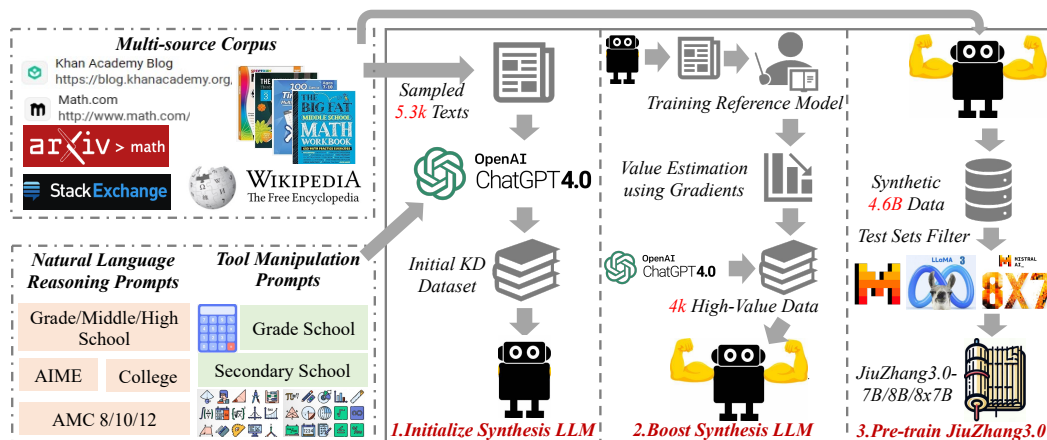 Multi-source Corpus
Khan Academy Blog
https://blog.khanacademy.org,
m
Math.com
http://www.math.com/
arXiv > math
StackExchange
THE BIG FAT
MIDDLE SCHOOL
MATH
WORKBOOK
WIKIPEDIA
The Free Encyclopedia
Natural Language
Reasoning Prompts
Grade/Middle/High
School
AIME
College
AMC 8/10/12
Tool Manipulation
Prompts
Grade School
Secondary School
Sampled
5.3k Texts
OpenAI
ChatGPT4.0
Initial KD
Dataset
1.Initialize Synthesis LLM
Training Reference Model
Value Estimation
using Gradients
OpenAI
ChatGPT4.0
4k High-Value Data
2.Boost Synthesis LLM
Synthetic
4.6B Data
Test Sets Filter
LLoMA 3
MISTRAL
AI_
8X7
JiuZhang3.0-
7B/8B/8x7B
3.Pre-train JiuZhang3.0